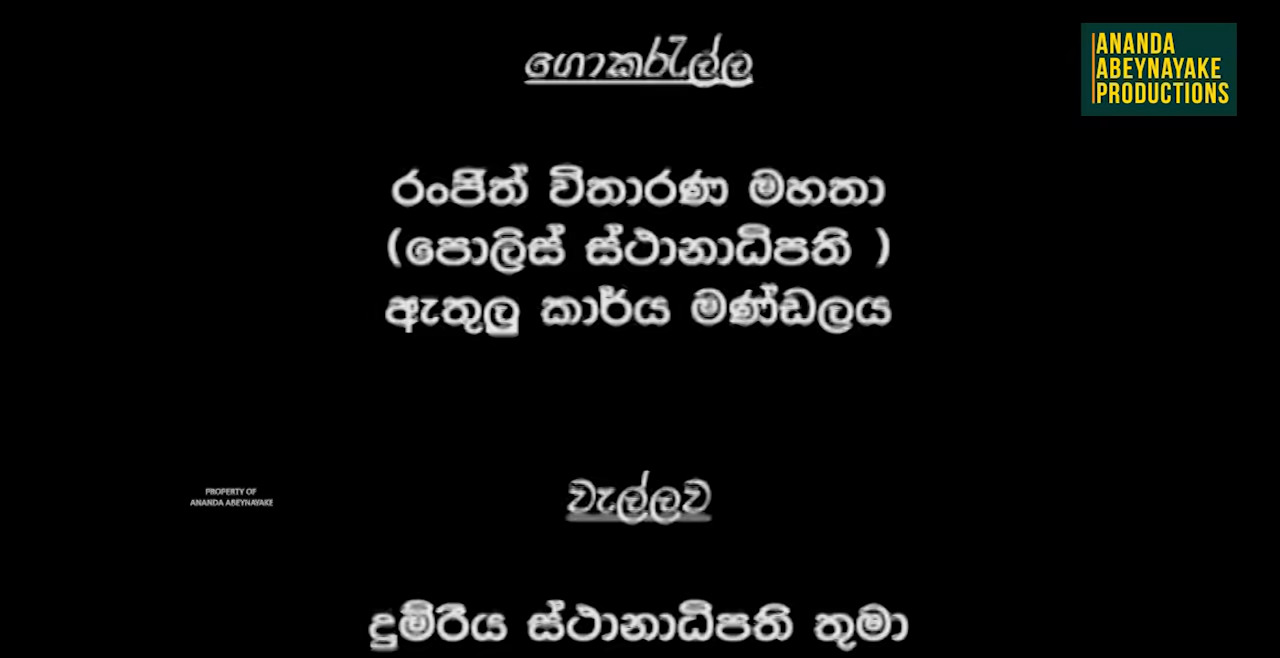 ගොකරැල්ල
ANANDA
ABEYNAYAKE
PRODUCTIONS
රංජිත් විතාරණ මහතා
(පොලිස් ස්ථානාධිපති )
ඇතුලු කාර්ය මණ්ඩලය
PROPERTY OF
ANANDA ABEYNAYAKE
වැල්ලව
දුම්රිය ස්ථානාධිපති තුමා